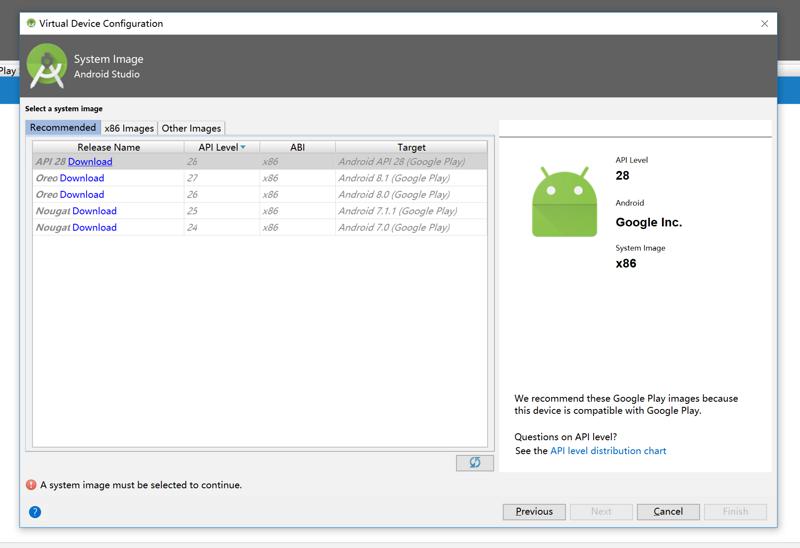 Virtual Device Configuration
System Image
Android Studio
Play
Select a system image
Recommended x86 Images Other Images
Release Name API Level ABI Target
API 28 Download 28 x86 Android API 28 (Google Play)
Oreo Download 27 x86 Android 8.1 (Google Play)
Oreo Download 26 x86 Android 8.0 (Google Play)
Nougat Download 25 x86 Android 7.1.1 (Google Play)
Nougat Download 24 x86 Android 7.0 (Google Play)
API Level
28
Android
Google Inc.
System Image
x86
We recommend these Google Play images because
this device is compatible with Google Play.
Questions on API level?
See the API level distribution chart
A system image must be selected to continue.
? Previous Next Cancel Finish